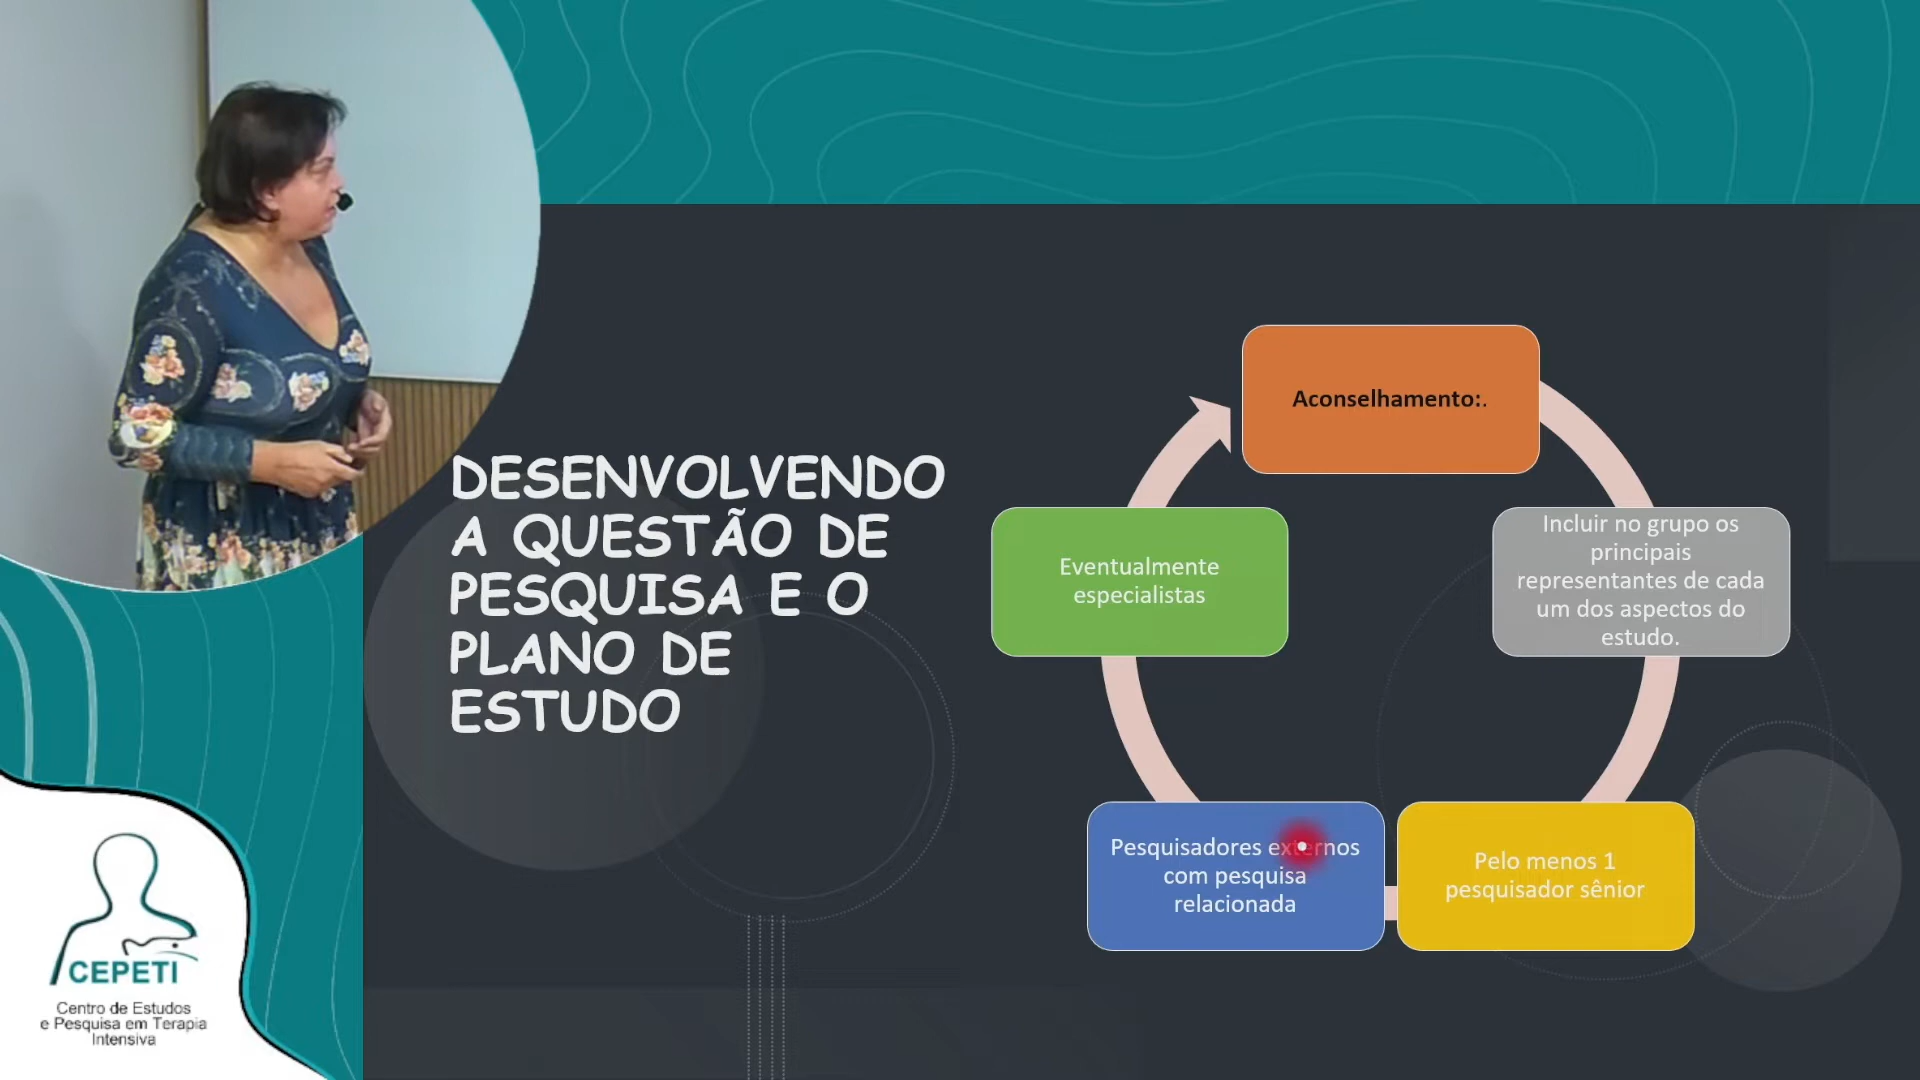 DESENVOLVENDO
A QUESTÃO DE
PESQUISA E O
PLANO DE
ESTUDO
Aconselhamento:.
Incluir no grupo os
principais
representantes de cada
um dos aspectos do
estudo.
Pelo menos 1
pesquisador sênior
Pesquisadores externos
com pesquisa
relacionada
Eventualmente
especialistas
CEPETI
Centro de Estudos
e Pesquisa em Terapia
Intensiva